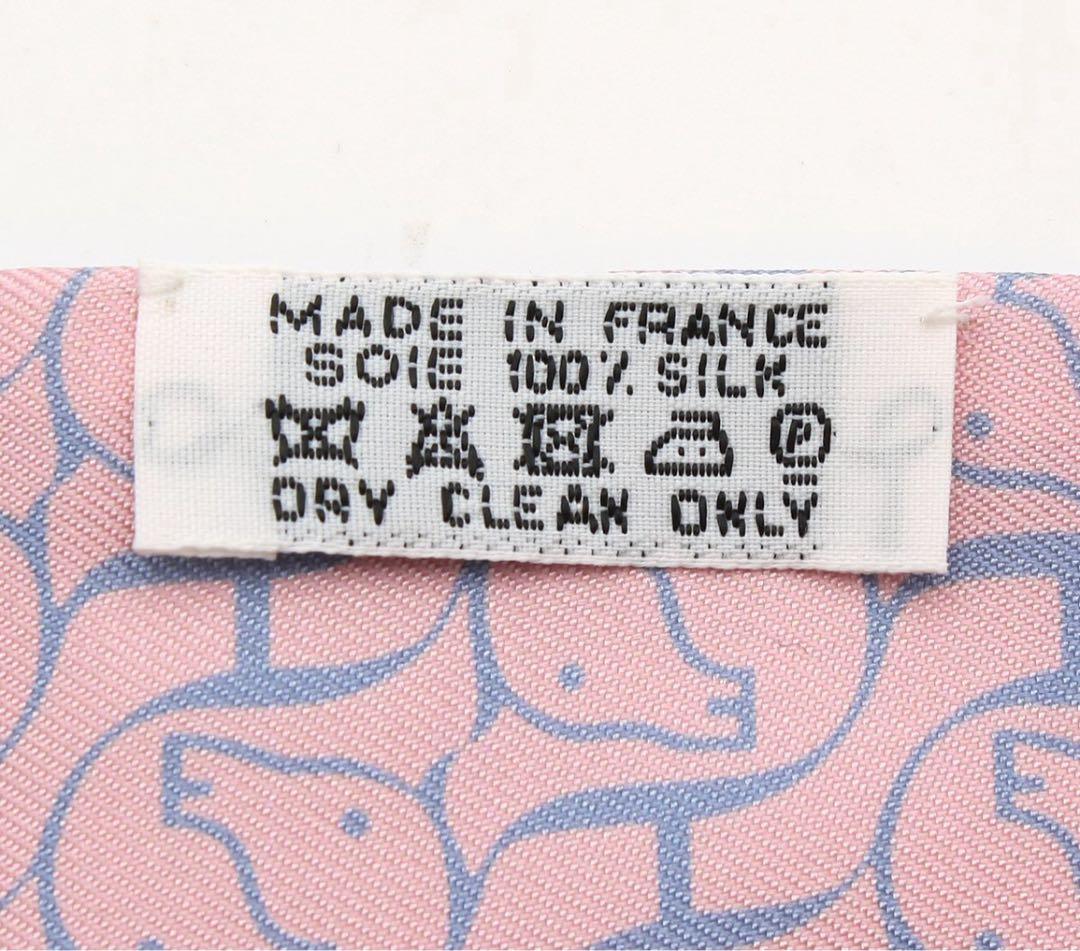 MADE IN FRANCE
SOIE 100% SILK
P
DRY CLEAN ONLY